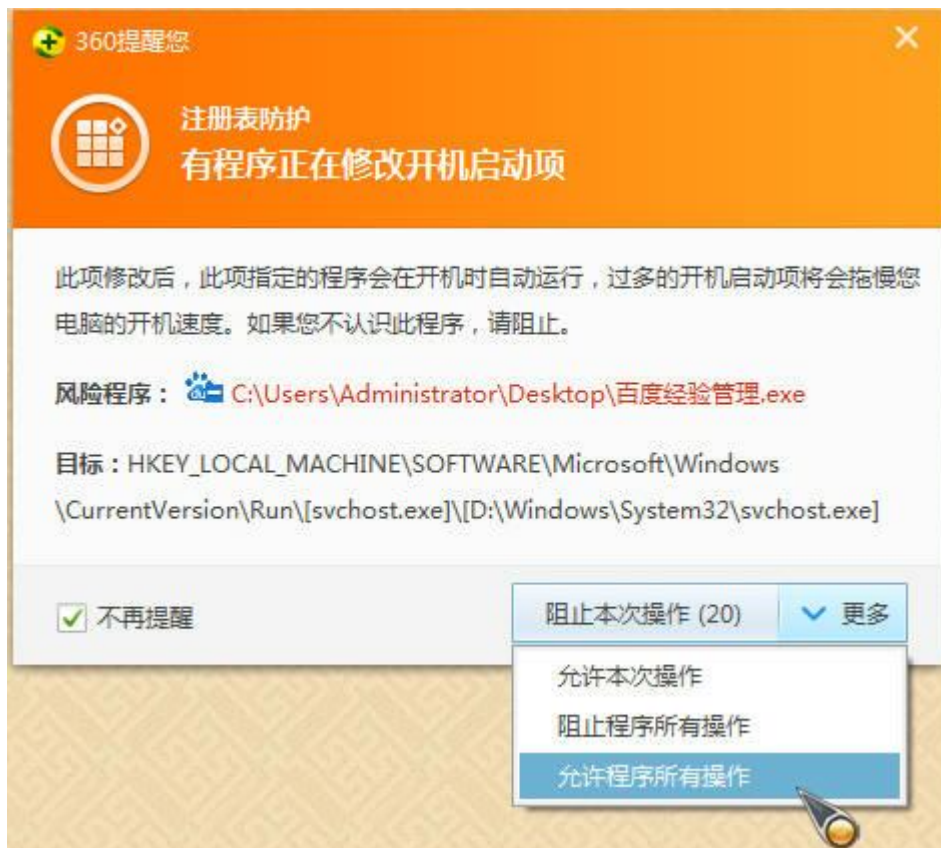 360提醒您
注册表防护
有程序正在修改开机启动项
此项修改后，此项指定的程序会在开机时自动运行，过多的开机启动项将会拖慢您
电脑的开机速度。如果您不认识此程序，请阻止。
风险程序： C:\Users\Administrator\Desktop\百度经验管理.exe
目标：HKEY_LOCAL_MACHINE\SOFTWARE\Microsoft\Windows
\CurrentVersion\Run\[svchost.exe]\[D:\Windows\System32\svchost.exe]
不再提醒
阻止本次操作 (20) 更多
允许本次操作
阻止程序所有操作
允许程序所有操作